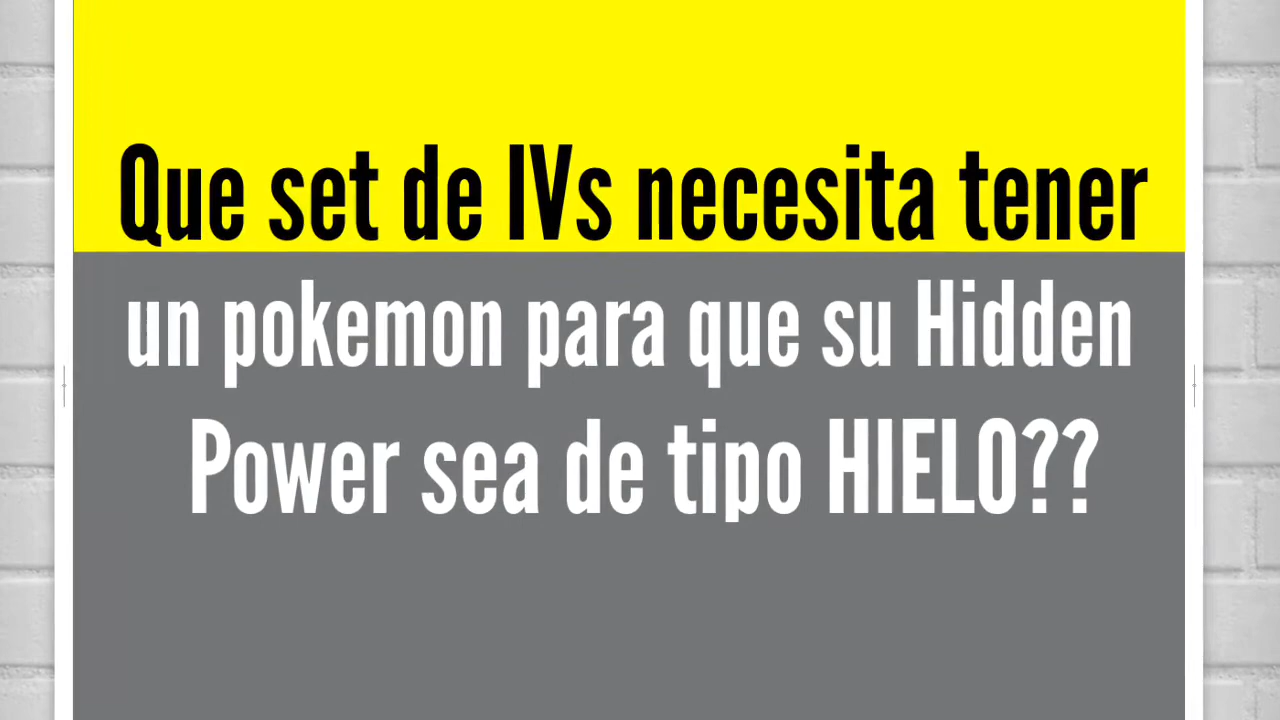 Que set de IVs necesita tener
un pokemon para que su Hidden
Power sea de tipo HIELO??